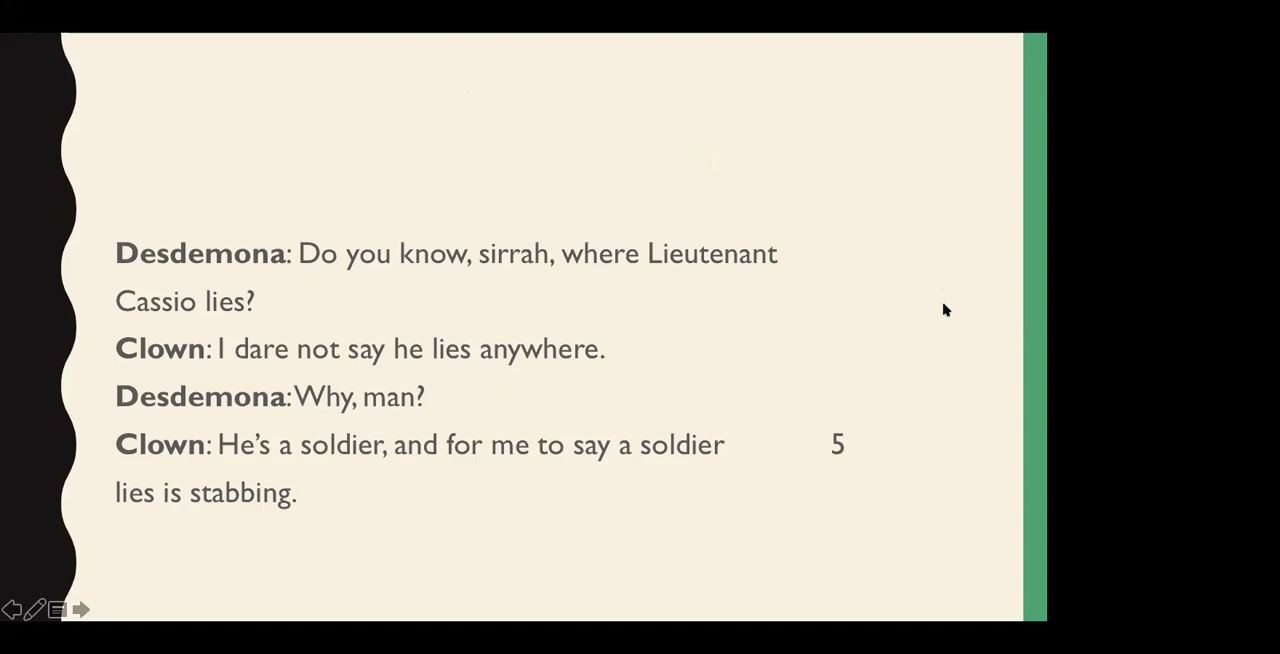 Desdemona: Do you know, sirrah, where Lieutenant
Cassio lies?
Clown: I dare not say he lies anywhere.
Desdemona: Why, man?
Clown: He’s a soldier, and for me to say a soldier 5
lies is stabbing.